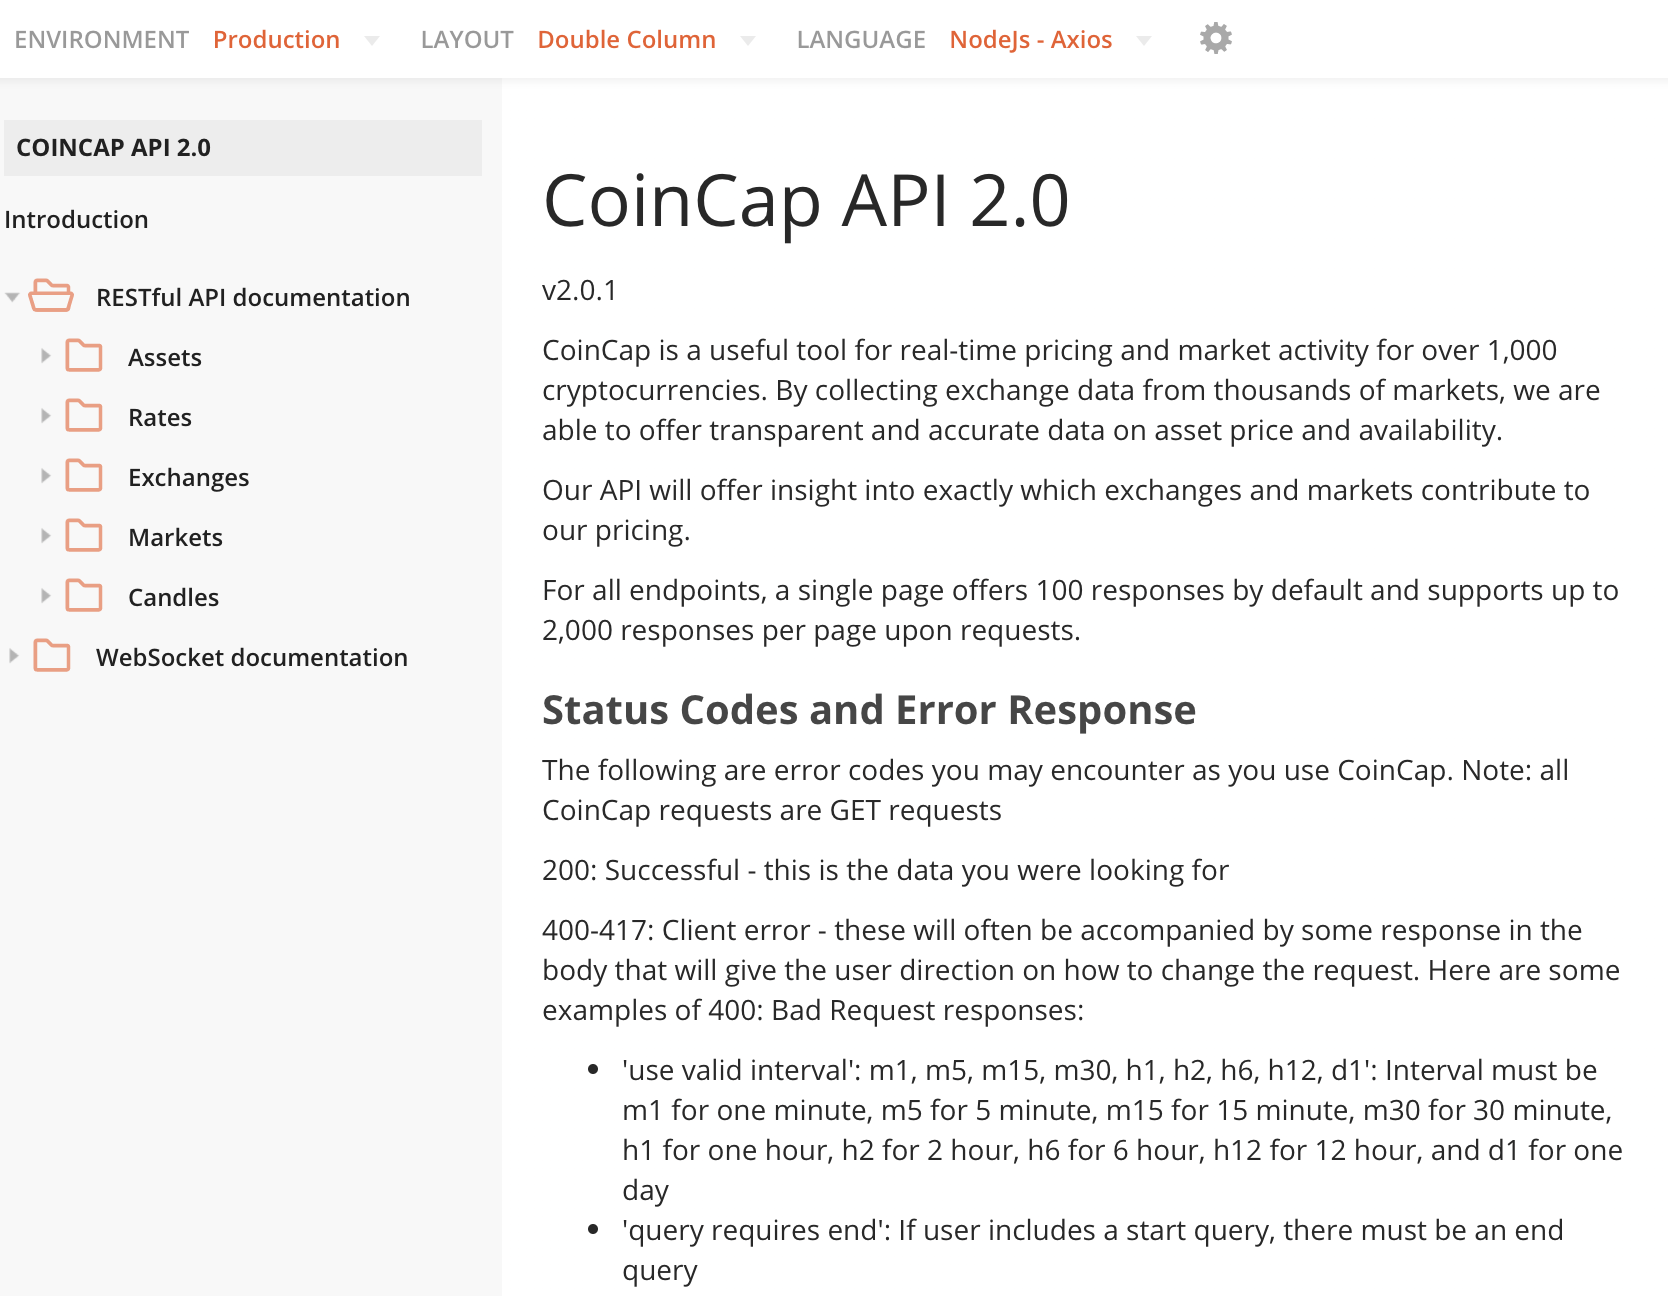 ENVIRONMENT Production LAYOUT Double Column LANGUAGE NodeJs - Axios
COINCAP API 2.0
Introduction
RESTful API documentation
Assets
Rates
Exchanges
Markets
Candles
WebSocket documentation
CoinCap API 2.0
v2.0.1
CoinCap is a useful tool for real-time pricing and market activity for over 1,000
cryptocurrencies. By collecting exchange data from thousands of markets, we are
able to offer transparent and accurate data on asset price and availability.
Our API will offer insight into exactly which exchanges and markets contribute to
our pricing.
For all endpoints, a single page offers 100 responses by default and supports up to
2,000 responses per page upon requests.
Status Codes and Error Response
The following are error codes you may encounter as you use CoinCap. Note: all
CoinCap requests are GET requests
200: Successful - this is the data you were looking for
400-417: Client error - these will often be accompanied by some response in the
body that will give the user direction on how to change the request. Here are some
examples of 400: Bad Request responses:
• 'use valid interval': m1, m5, m15, m30, h1, h2, h6, h12, d1': Interval must be
m1 for one minute, m5 for 5 minute, m15 for 15 minute, m30 for 30 minute,
h1 for one hour, h2 for 2 hour, h6 for 6 hour, h12 for 12 hour, and d1 for one
day
• 'query requires end': If user includes a start query, there must be an end
query